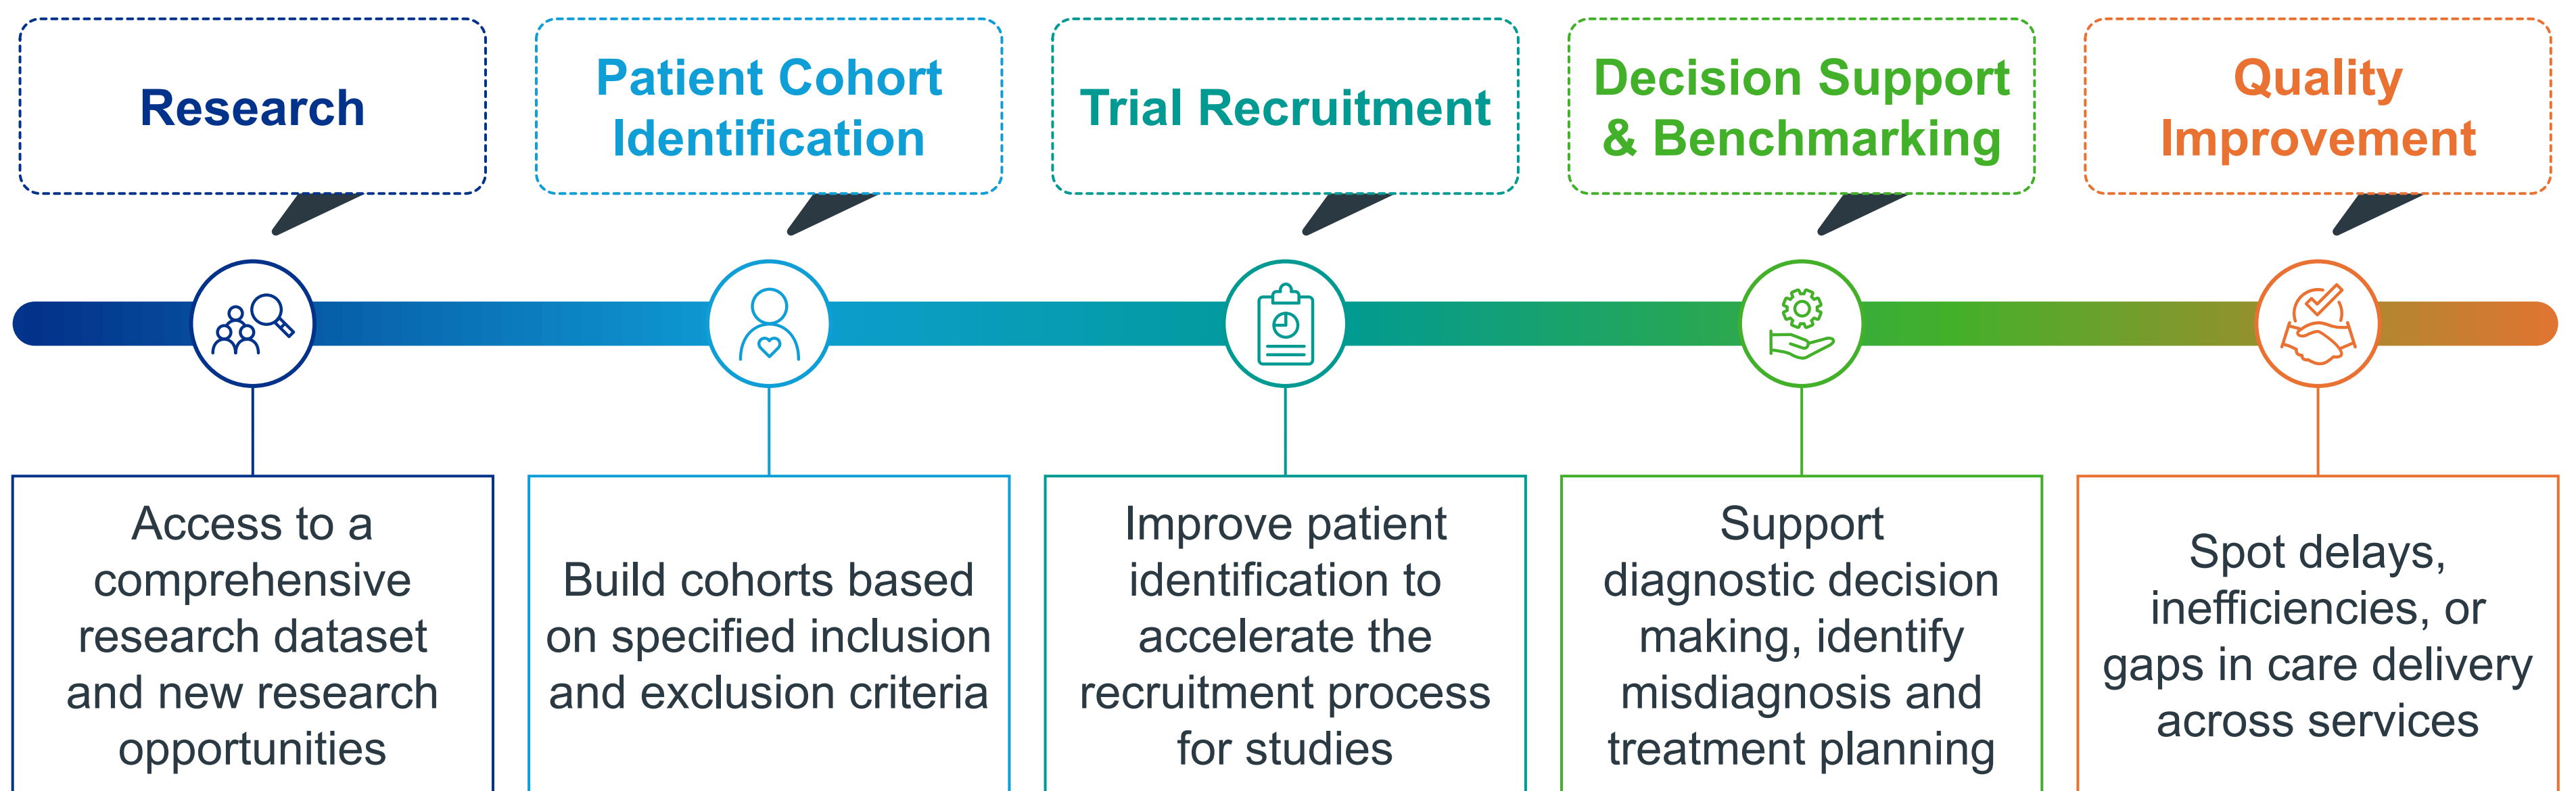 Research
Patient Cohort
Identification
Trial Recruitment
Decision Support
& Benchmarking
Quality
Improvement
Access to a
comprehensive
research dataset
and new research
opportunities
Build cohorts based
on specified inclusion
and exclusion criteria
Improve patient
identification to
accelerate the
recruitment process
for studies
Support
diagnostic decision
making, identify
misdiagnosis and
treatment planning
Spot delays,
inefficiencies, or
gaps in care delivery
across services